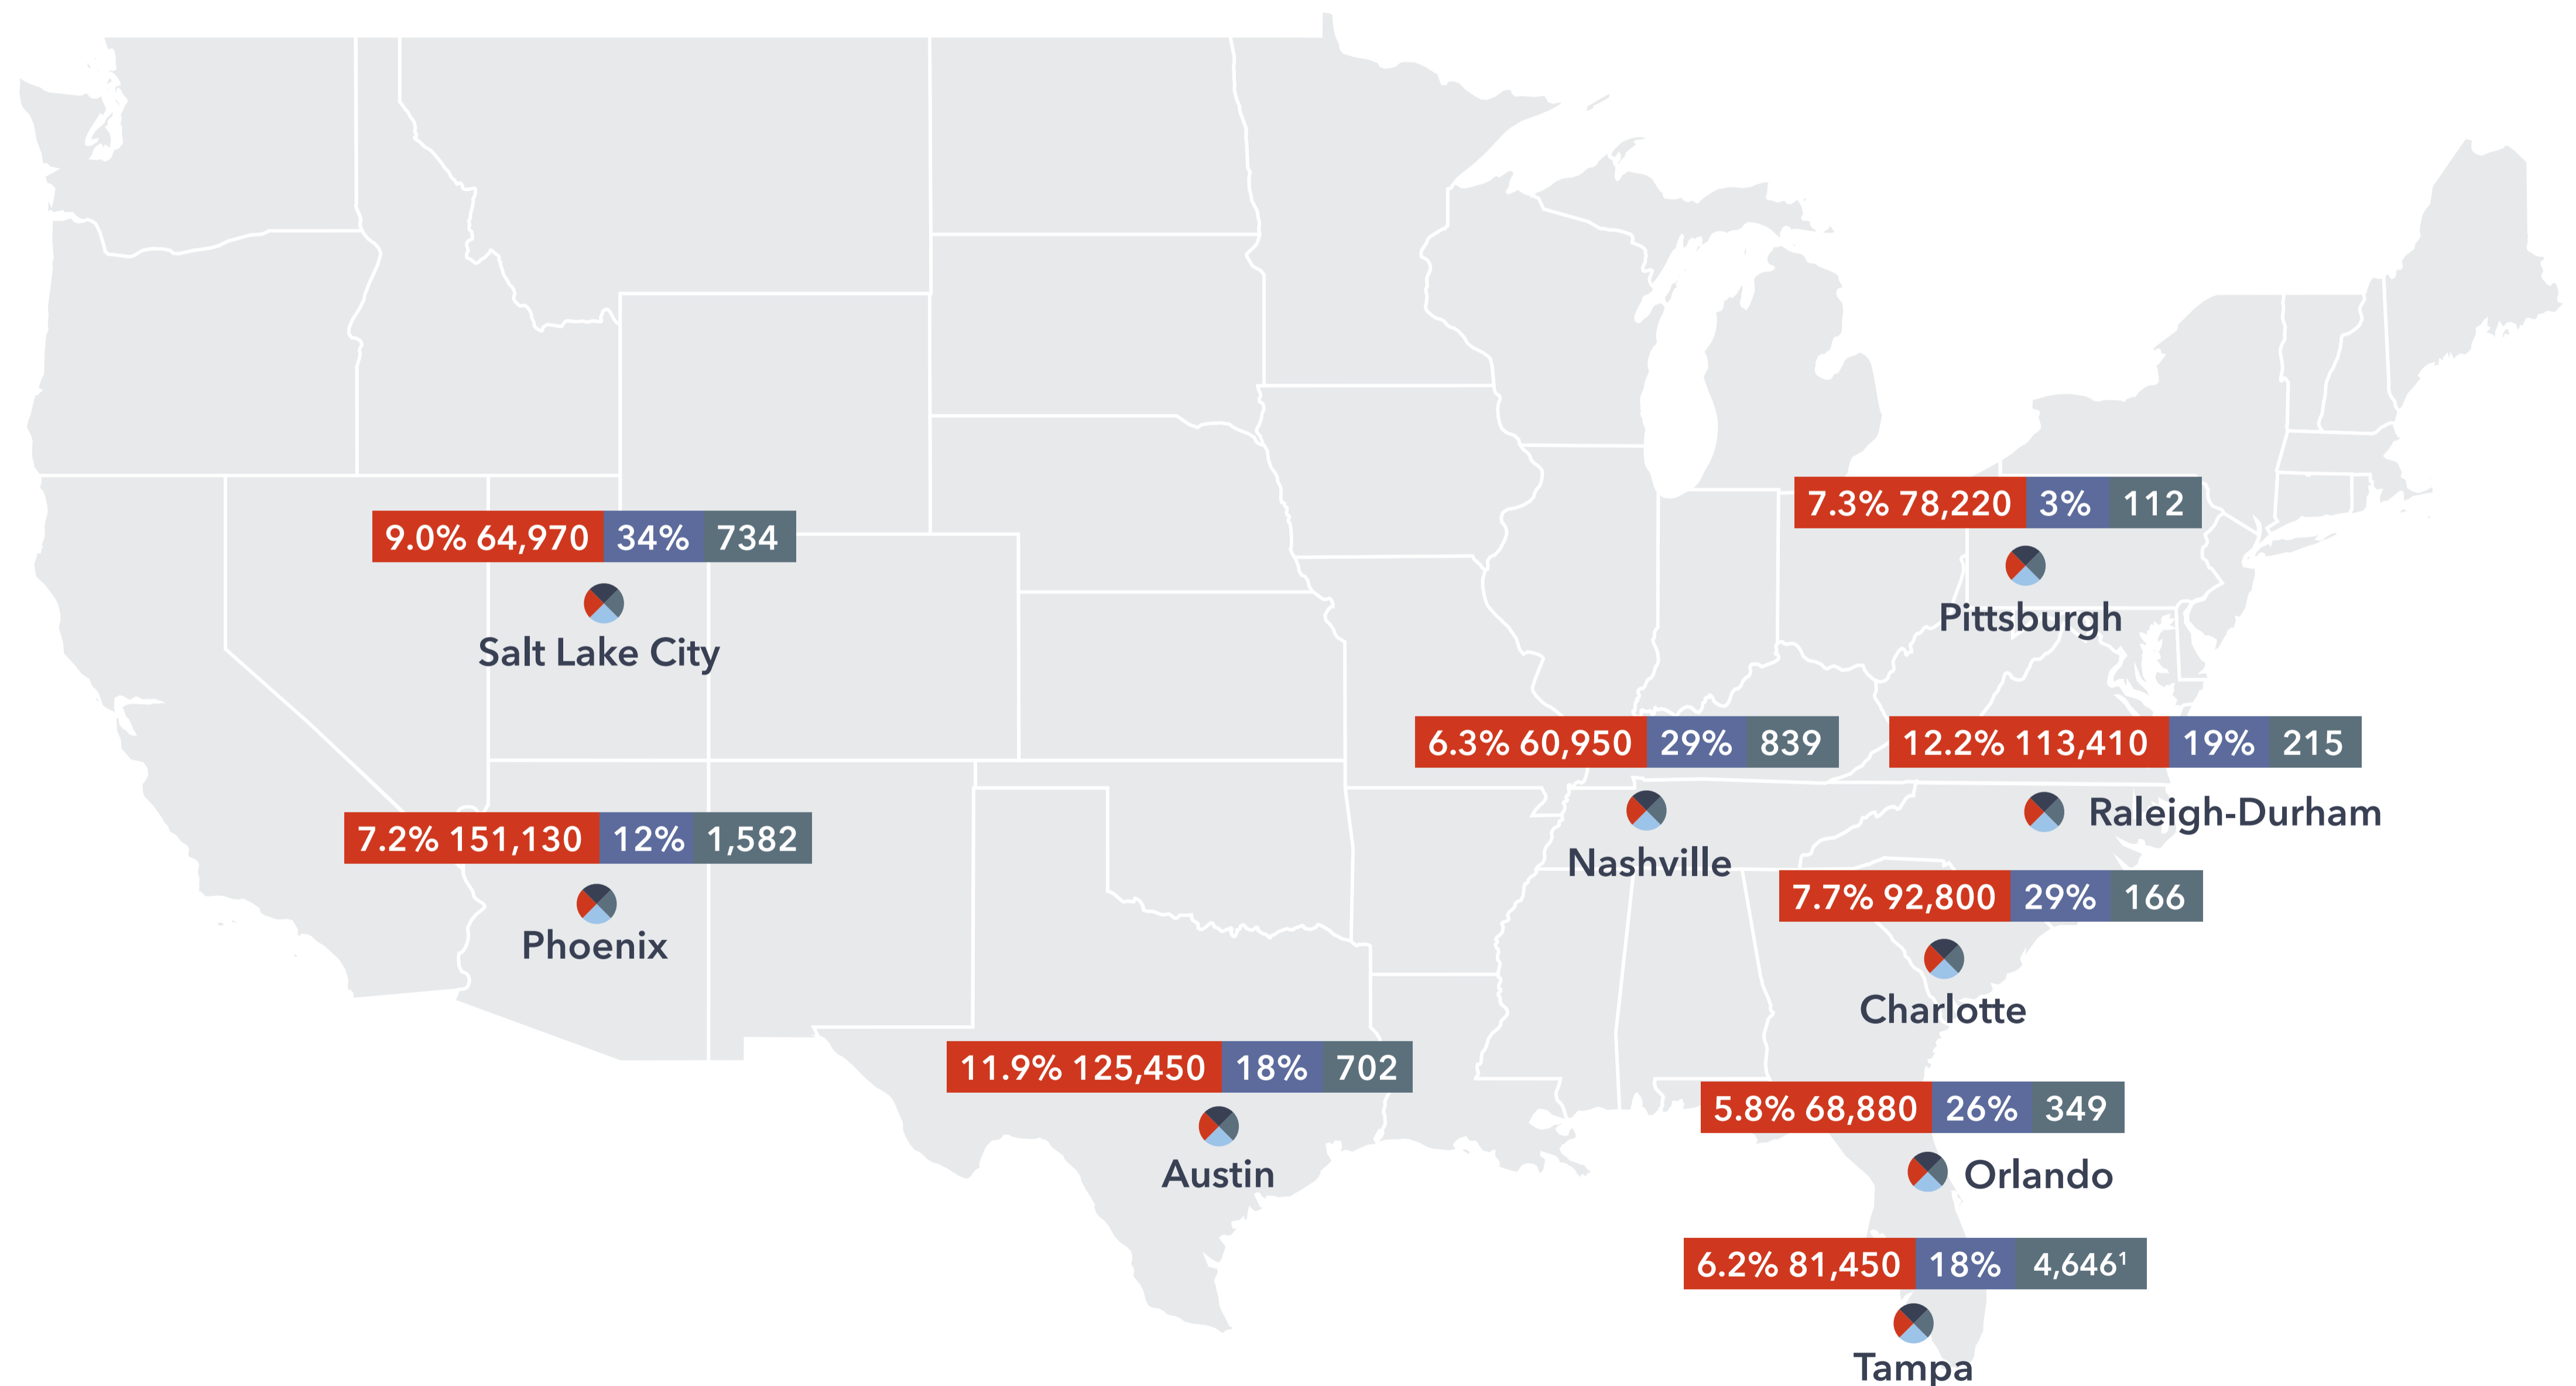 7.3% 78,220 3% 112
Pittsburgh
9.0% 64,970 34% 734
Salt Lake City
6.3% 60,950 29% 839
Nashville
12.2% 113,410 19% 215
Raleigh-Durham
7.2% 151,130 12% 1,582
Phoenix
7.7% 92,800 29% 166
Charlotte
11.9% 125,450 18% 702
Austin
5.8% 68,880 26% 349
Orlando
6.2% 81,450 18% 4,646¹
Tampa